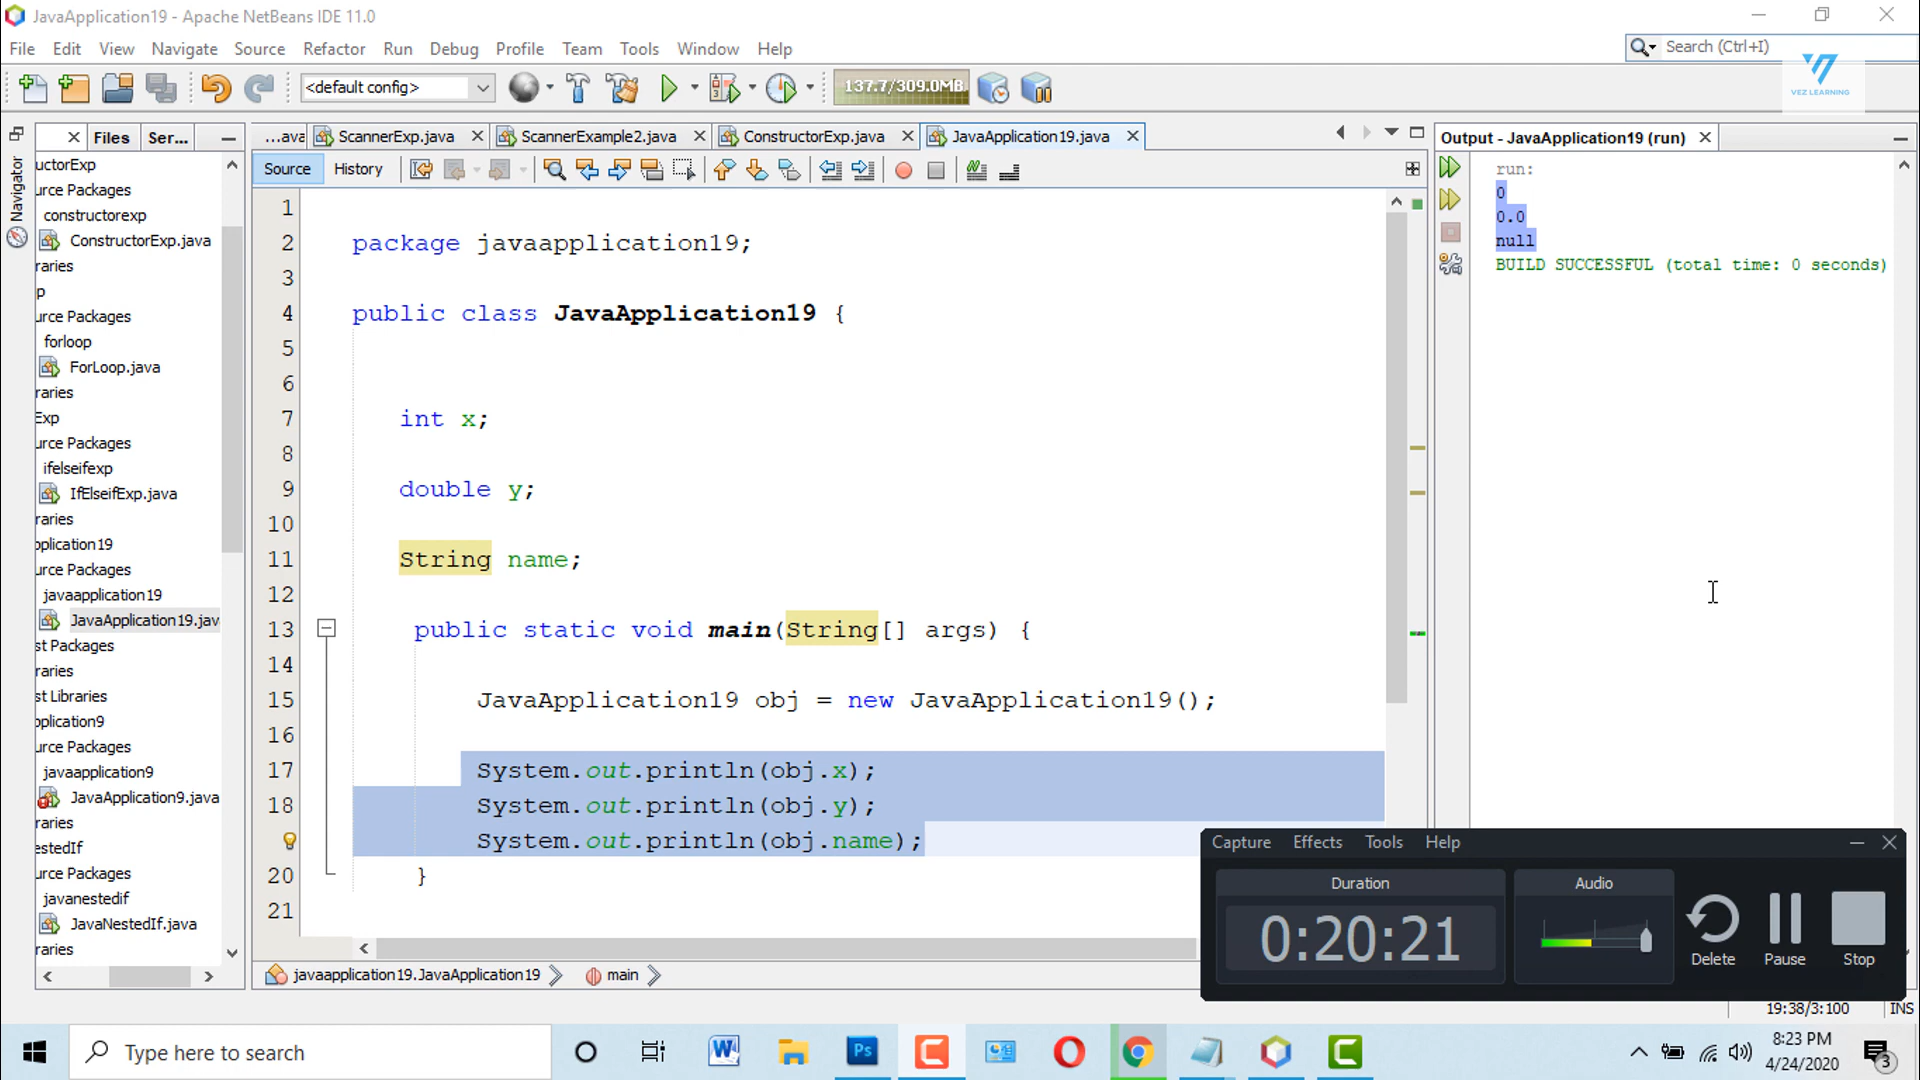 JavaApplication19 - Apache NetBeans IDE 11.0
File Edit View Navigate Source Refactor Run Debug Profile Team Tools Window Help
Search (Ctrl+I)
<default config>
137.7/309.0MB
VEZ LEARNING
Files Ser...
...ava ScannerExp.java ScannerExample2.java ConstructorExp.java JavaApplication19.java
Output - JavaApplication19 (run)
Source History
Navigator
uctorExp
urce Packages
constructorexp
ConstructorExp.java
raries
p
urce Packages
forloop
ForLoop.java
raries
Exp
urce Packages
ifelseifexp
IfElseifExp.java
raries
pplication19
urce Packages
javaapplication19
JavaApplication19.jav
st Packages
raries
st Libraries
pplication9
urce Packages
javaapplication9
JavaApplication9.java
raries
estedIf
urce Packages
javanestedif
JavaNestedIf.java
raries
1
2 package javaapplication19;
3
4 public class JavaApplication19 {
5
6
7 int x;
8
9 double y;
10
11 String name;
12
13 public static void main(String[] args) {
14
15 JavaApplication19 obj = new JavaApplication19();
16
17 System.out.println(obj.x);
18 System.out.println(obj.y);
System.out.println(obj.name);
20 }
21
run:
0
0.0
null
BUILD SUCCESSFUL (total time: 0 seconds)
javaapplication19.JavaApplication19 main
Capture Effects Tools Help
Duration
0:20:21
Audio
Delete Pause Stop
19:38/3:100 INS
Type here to search
8:23 PM
4/24/2020
3